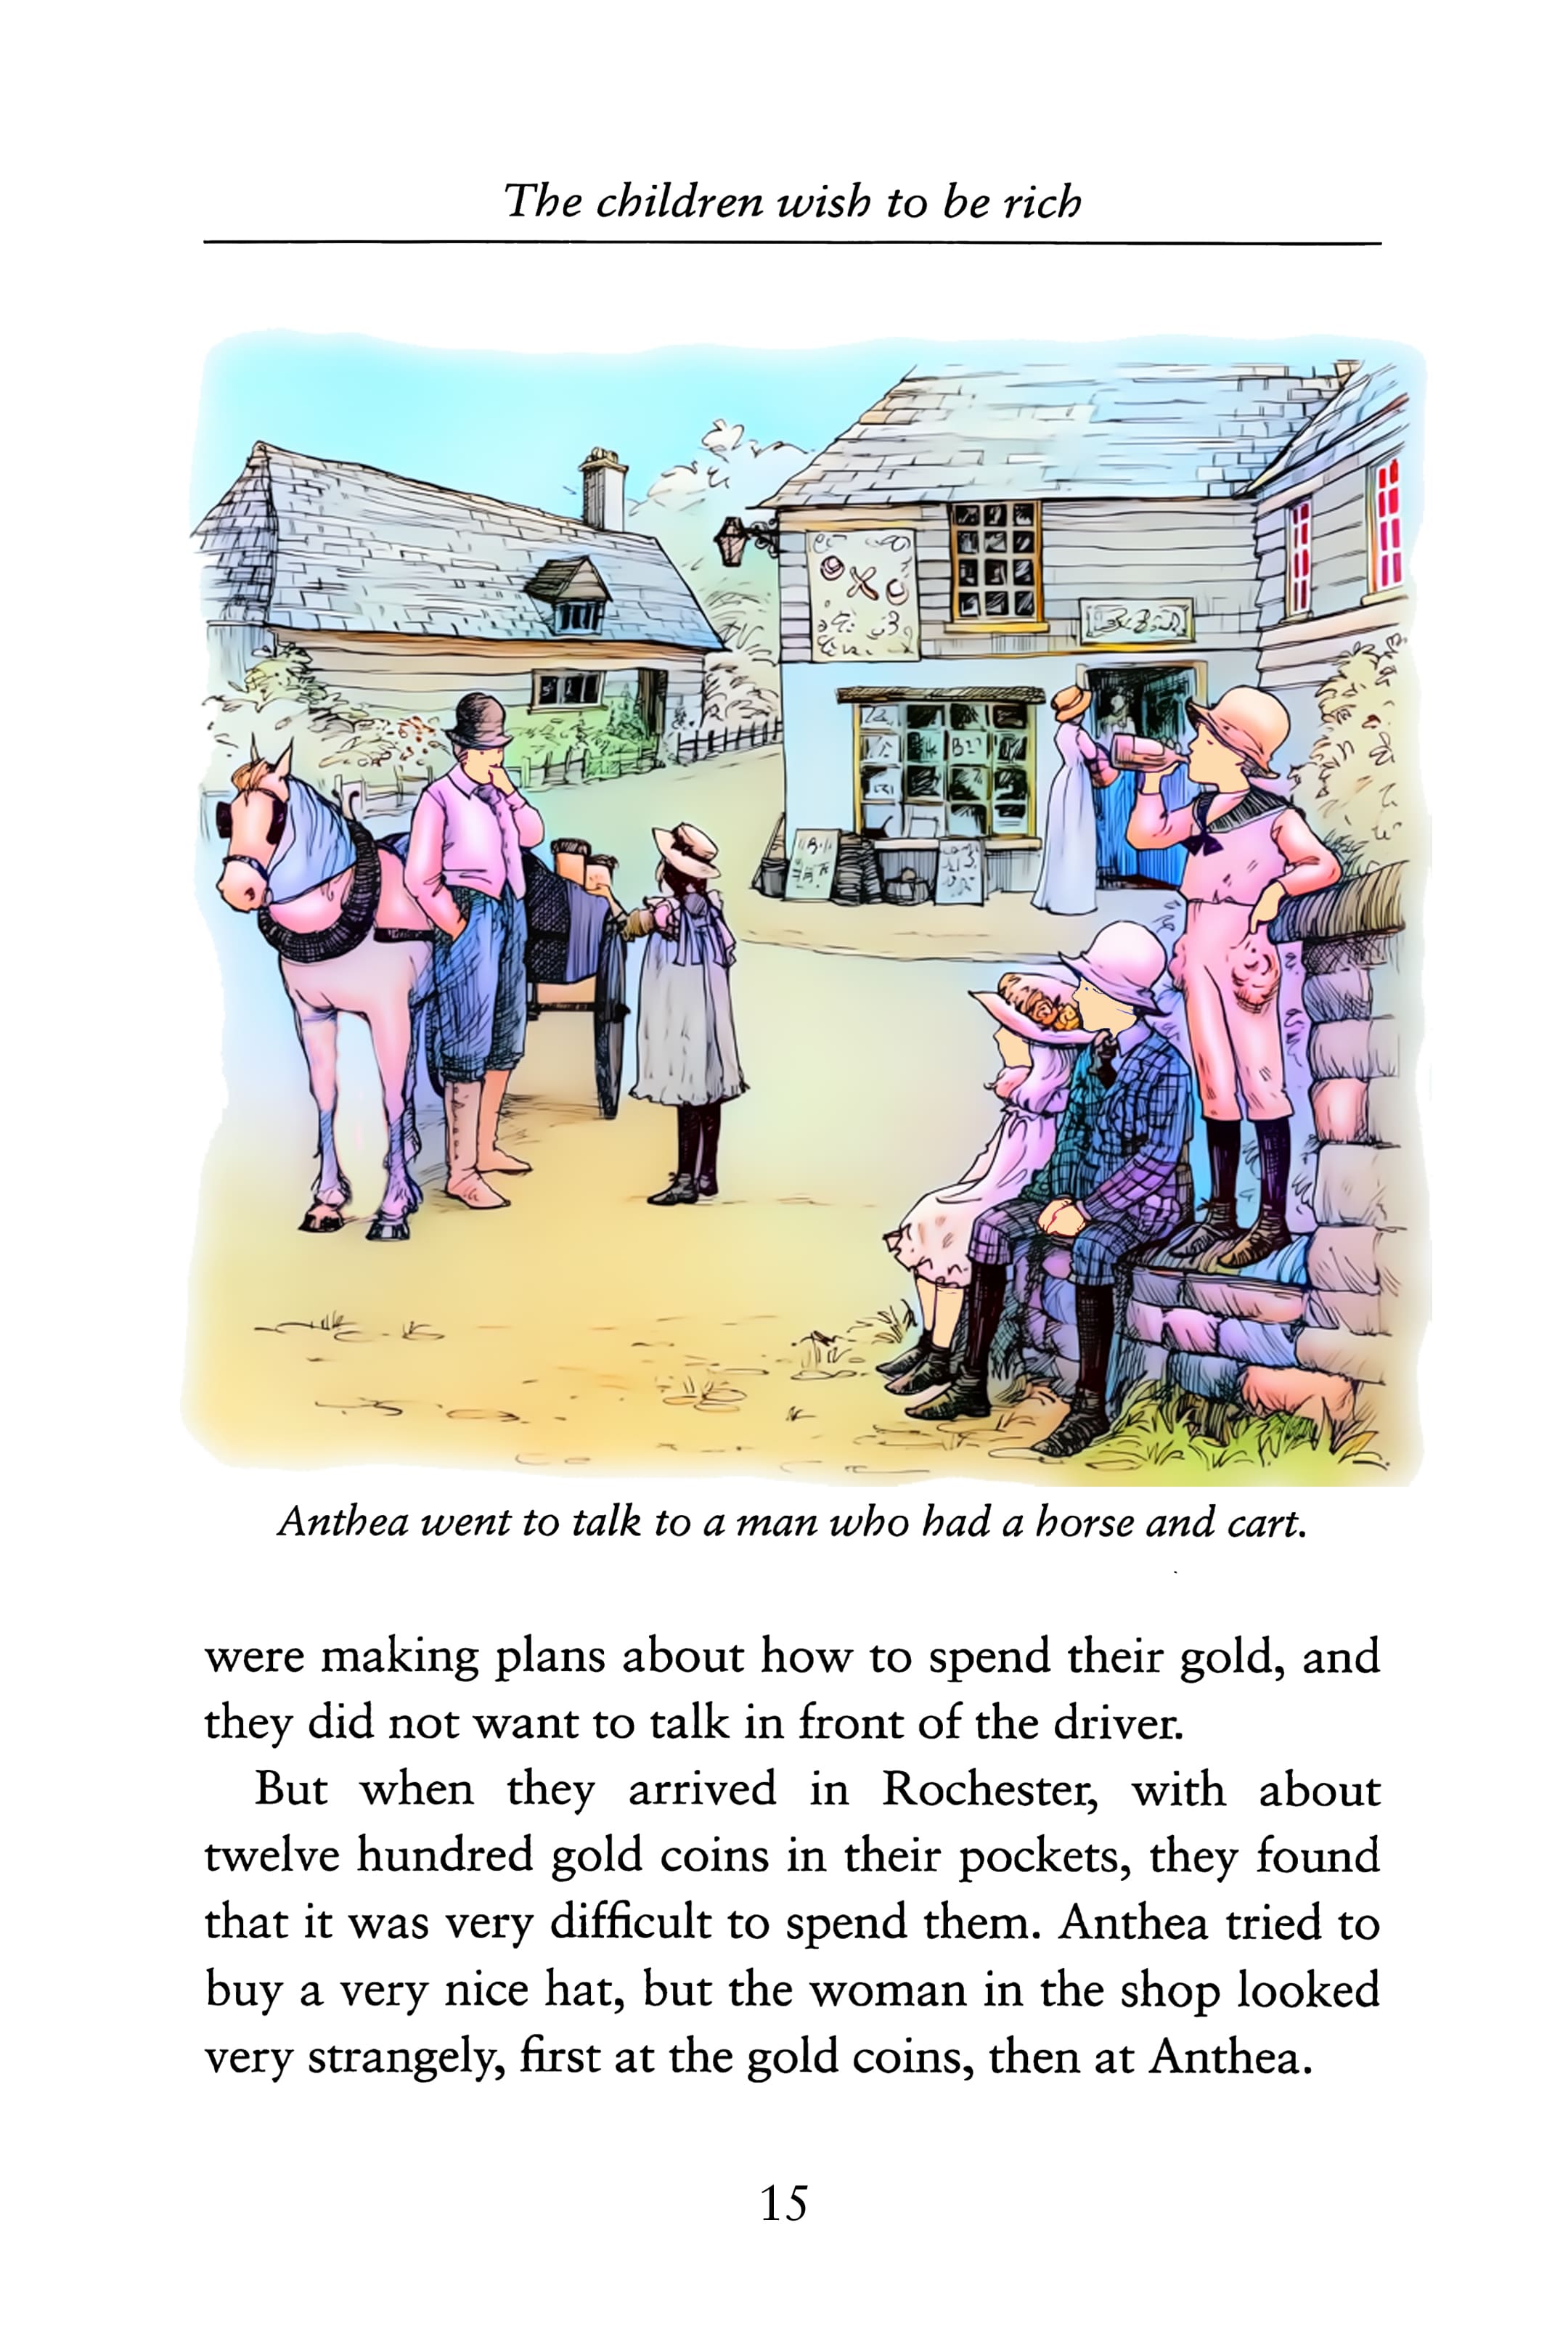 The children wish to be rich
Anthea went to talk to a man who had a horse and cart.
were making plans about how to spend their gold, and
they did not want to talk in front of the driver.
But when they arrived in Rochester, with about
twelve hundred gold coins in their pockets, they found
that it was very difficult to spend them. Anthea tried to
buy a very nice hat, but the woman in the shop looked
very strangely, first at the gold coins, then at Anthea.
15